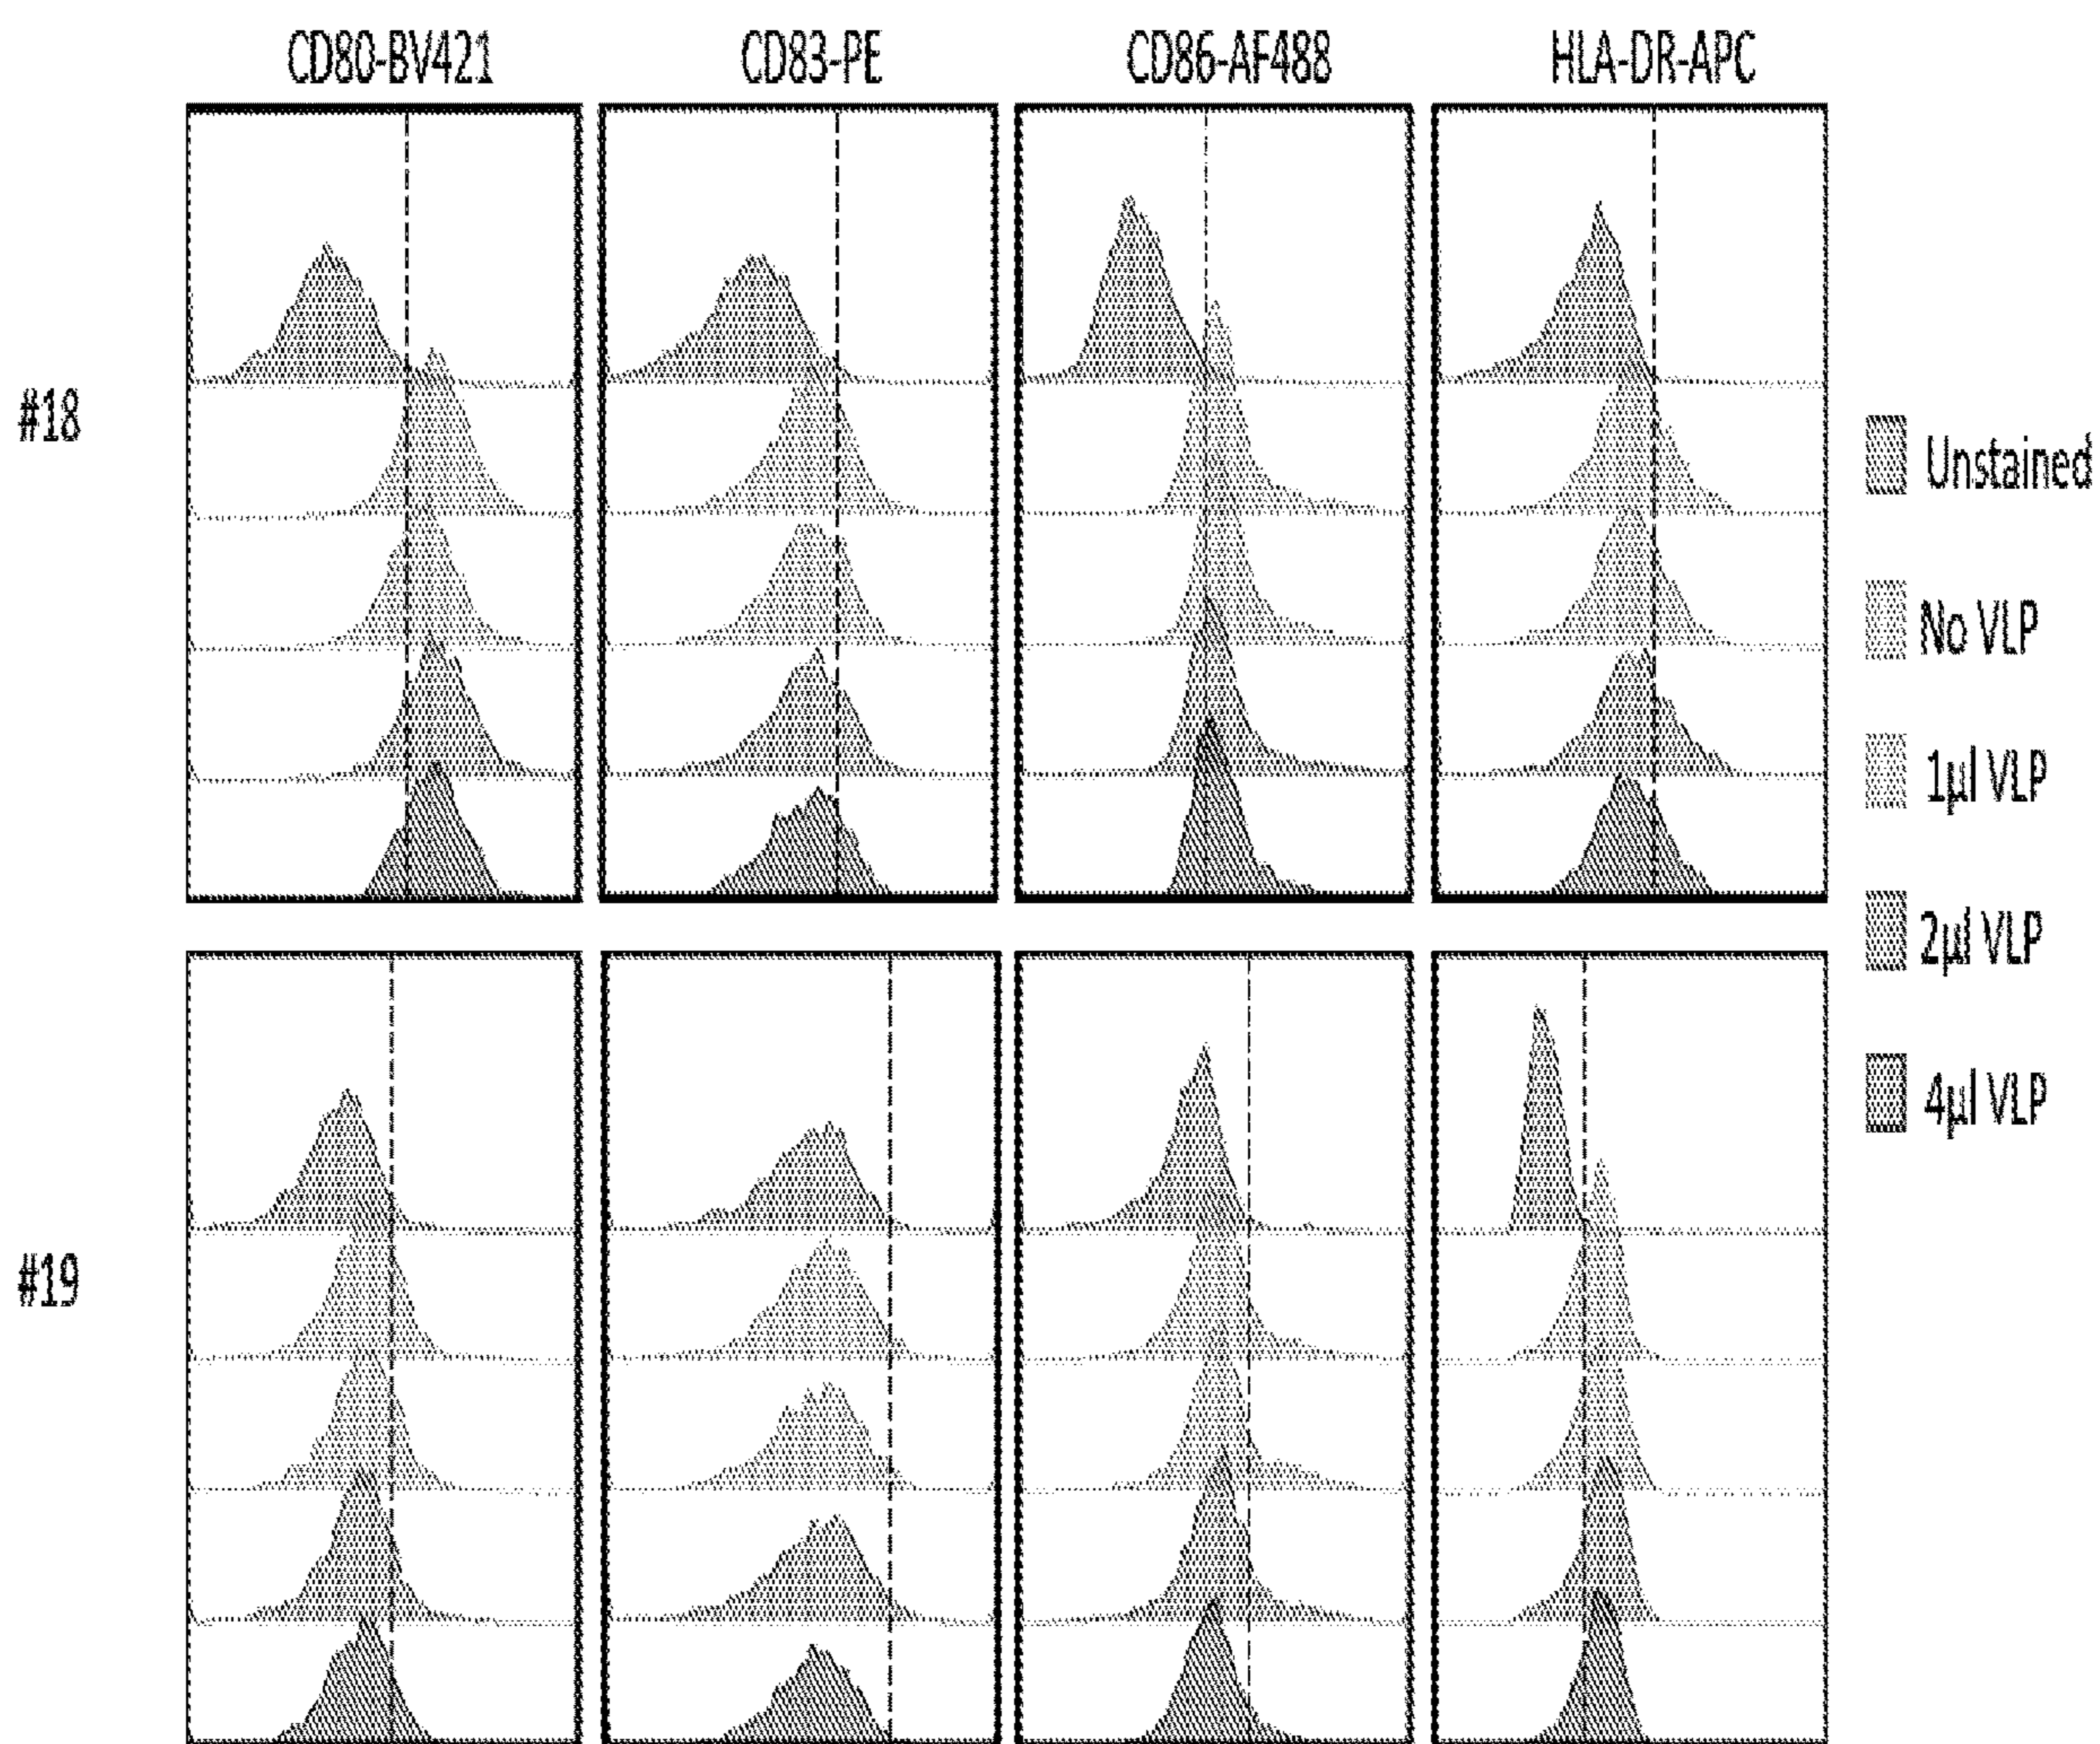 CD80-BV421 CD83-PE CD86-AF488 HLA-DR-APC
#18
Unstained
No VLP
1µl VLP
2µl VLP
4µl VLP
#19